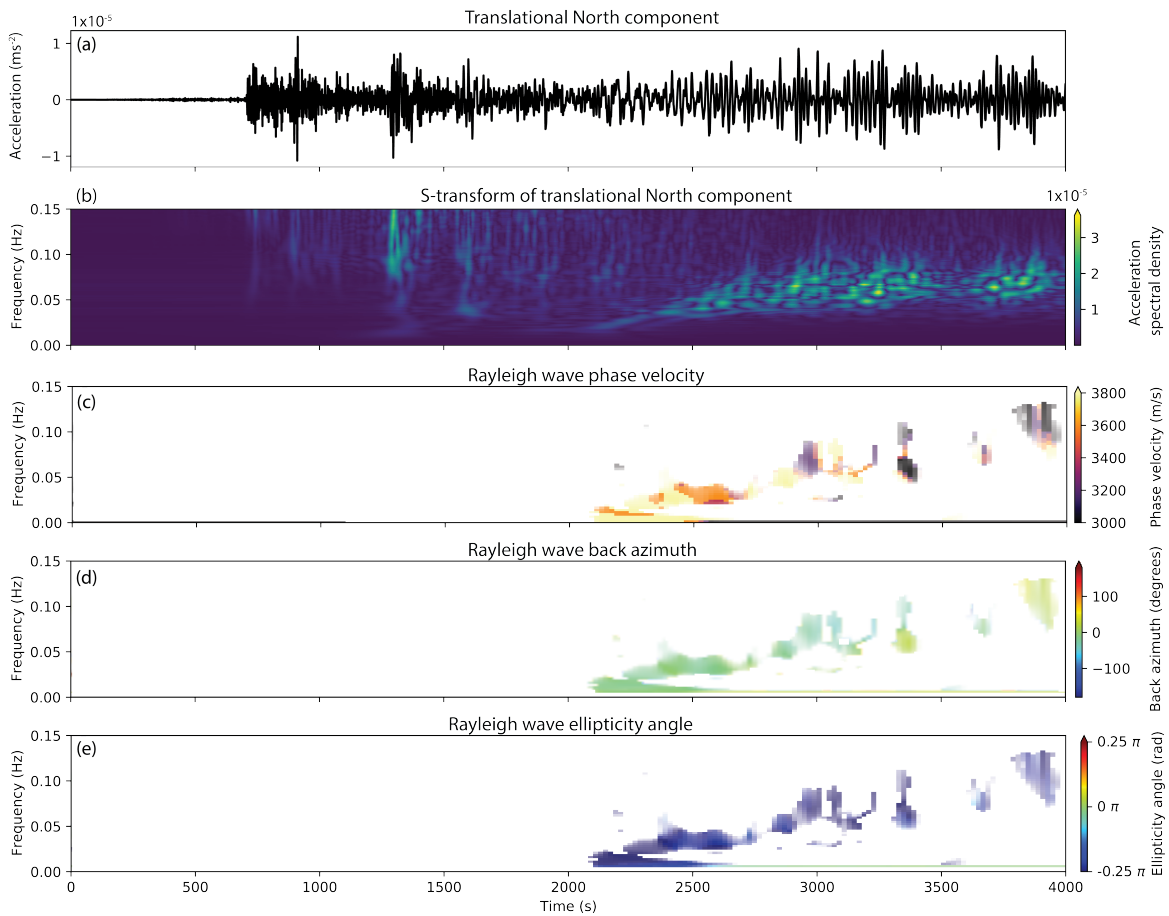 Translational North component
1x10⁻⁵
(a)
Acceleration (ms⁻²)
1
0
−1
S-transform of translational North component
1x10⁻⁵
(b)
Frequency (Hz)
0.15
0.10
0.05
0.00
3
2
1
Acceleration
spectral density
Rayleigh wave phase velocity
(c)
Frequency (Hz)
0.15
0.10
0.05
0.00
3800
3600
3400
3200
3000
Phase velocity (m/s)
Rayleigh wave back azimuth
(d)
Frequency (Hz)
0.15
0.10
0.05
0.00
100
0
−100
Back azimuth (degrees)
Rayleigh wave ellipticity angle
(e)
Frequency (Hz)
0.15
0.10
0.05
0.00
0.25 π
0 π
-0.25 π
Ellipticity angle (rad)
0 500 1000 1500 2000 2500 3000 3500 4000
Time (s)